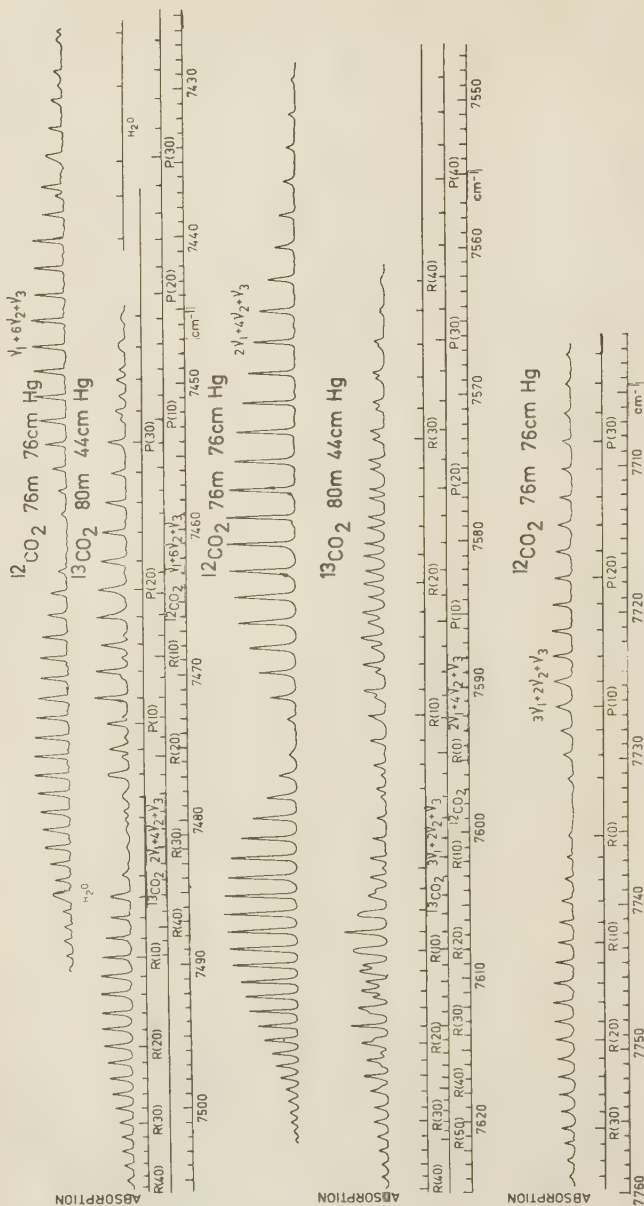 ¹²CO₂ 76m 76cm Hg ν₁+6ν₂+ν₃
H₂O
¹³CO₂ 80m 44cm Hg
H₂O
ABSORPTION
R(40) R(30) R(20) R(10) ¹³CO₂ 2ν₁+4ν₂+ν₃ P(10) P(20) P(30)
R(40) R(30) R(20) R(10) ¹²CO₂ ν₁+6ν₂+ν₃ P(10) P(20) P(30)
7500 7490 7480 7470 7460 7450 cm⁻¹ 7440 7430
¹²CO₂ 76m 76cm Hg 2ν₁+4ν₂+ν₃
¹³CO₂ 80m 44cm Hg
ABSORPTION
R(40) R(30) R(20) R(10) ¹³CO₂ 3ν₁+2ν₂+ν₃ R(10) R(20) R(30) R(40)
R(50) R(40) R(30) R(20) R(10) ¹²CO₂ R(0) 2ν₁+4ν₂+ν₃ P(10) P(20) P(30) P(40)
7620 7610 7600 7590 7580 7570 7560 cm⁻¹ 7550
¹²CO₂ 76m 76cm Hg
3ν₁+2ν₂+ν₃
ABSORPTION
R(30) R(20) R(10) R(0) P(10) P(20) P(30)
7760 7750 7740 7730 7720 7710 cm⁻¹